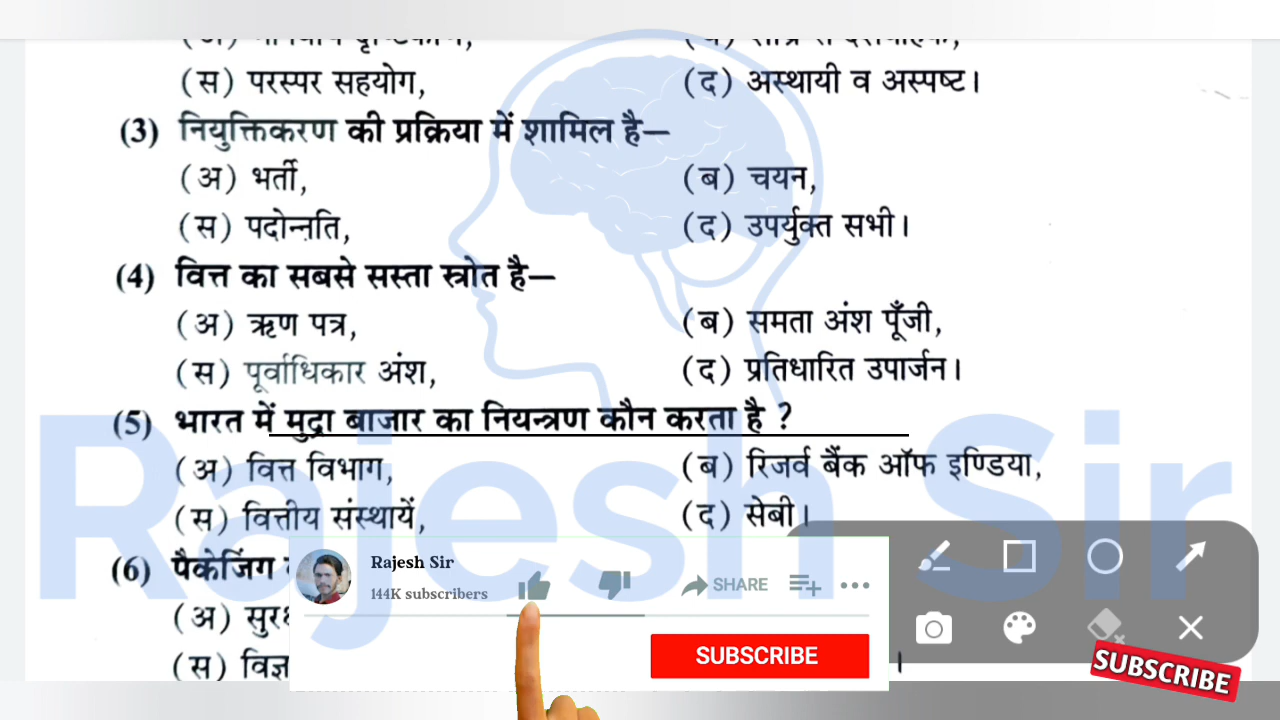 (स) परस्पर सहयोग, (द) अस्थायी व अस्पष्ट।
(3) नियुक्तिकरण की प्रक्रिया में शामिल है—
(अ) भर्ती, (ब) चयन,
(स) पदोन्नति, (द) उपर्युक्त सभी।
(4) वित्त का सबसे सस्ता स्त्रोत है—
(अ) ऋण पत्र, (ब) समता अंश पूँजी,
(स) पूर्वाधिकार अंश, (द) प्रतिधारित उपार्जन।
(5) भारत में मुद्रा बाजार का नियन्त्रण कौन करता है ?
(अ) वित्त विभाग, (ब) रिजर्व बैंक ऑफ इण्डिया,
(स) वित्तीय संस्थायें, (द) सेबी।
(6) पैकेजिंग
(अ)
(स)
Rajesh Sir
Rajesh Sir
144K subscribers
SHARE
SUBSCRIBE
SUBSCRIBE